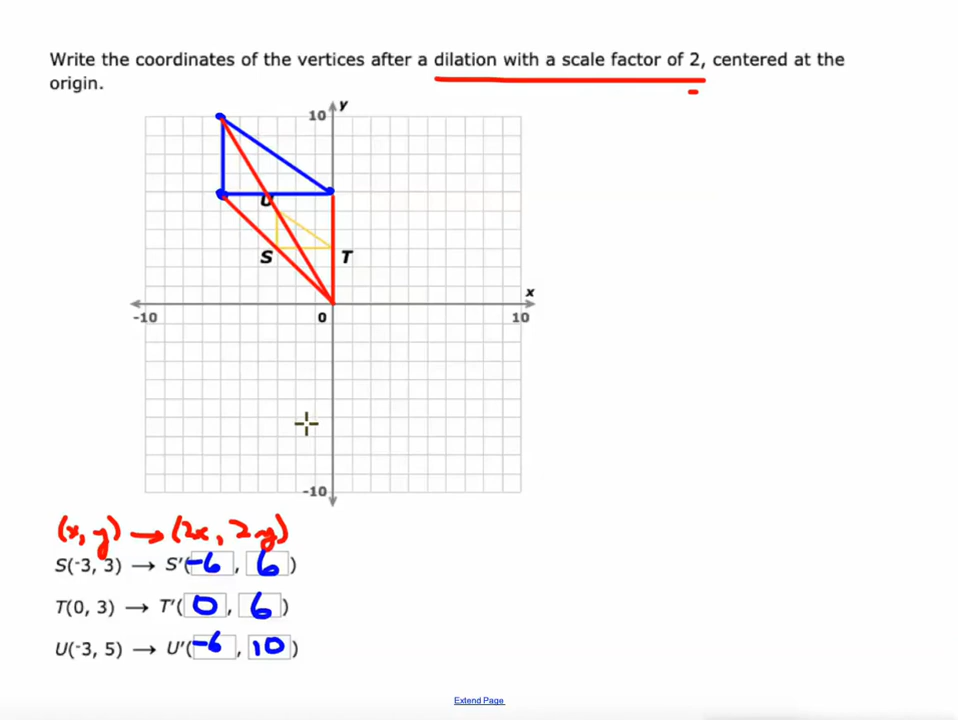 Write the coordinates of the vertices after a dilation with a scale factor of 2, centered at the
origin.
10 y
U
S T
x
-10 0 10
-10
(x, y) → (2x, 2y)
S(-3, 3) → S'(-6, 6)
T(0, 3) → T'(0, 6)
U(-3, 5) → U'(-6, 10)
Extend Page